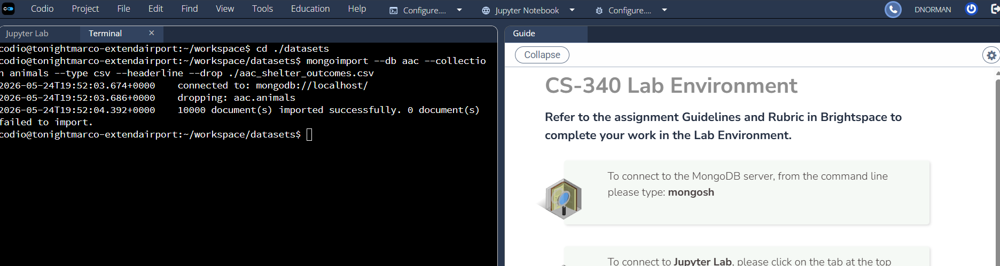 Codio Project File Edit Find View Tools Education Help Configure.... Jupyter Notebook Configure.... DNORMAN
Jupyter Lab Terminal ×
codio@tonightmarco-extendairport:~/workspace$ cd ./datasets
codio@tonightmarco-extendairport:~/workspace/datasets$ mongoimport --db aac --collectio
n animals --type csv --headerline --drop ./aac_shelter_outcomes.csv
2026-05-24T19:52:03.674+0000    connected to: mongodb://localhost/
2026-05-24T19:52:03.686+0000    dropping: aac.animals
2026-05-24T19:52:04.392+0000    10000 document(s) imported successfully. 0 document(s)
failed to import.
codio@tonightmarco-extendairport:~/workspace/datasets$
Guide
Collapse
CS-340 Lab Environment
Refer to the assignment Guidelines and Rubric in Brightspace to
complete your work in the Lab Environment.
To connect to the MongoDB server, from the command line
please type: mongosh
To connect to Jupyter Lab, please click on the tab at the top